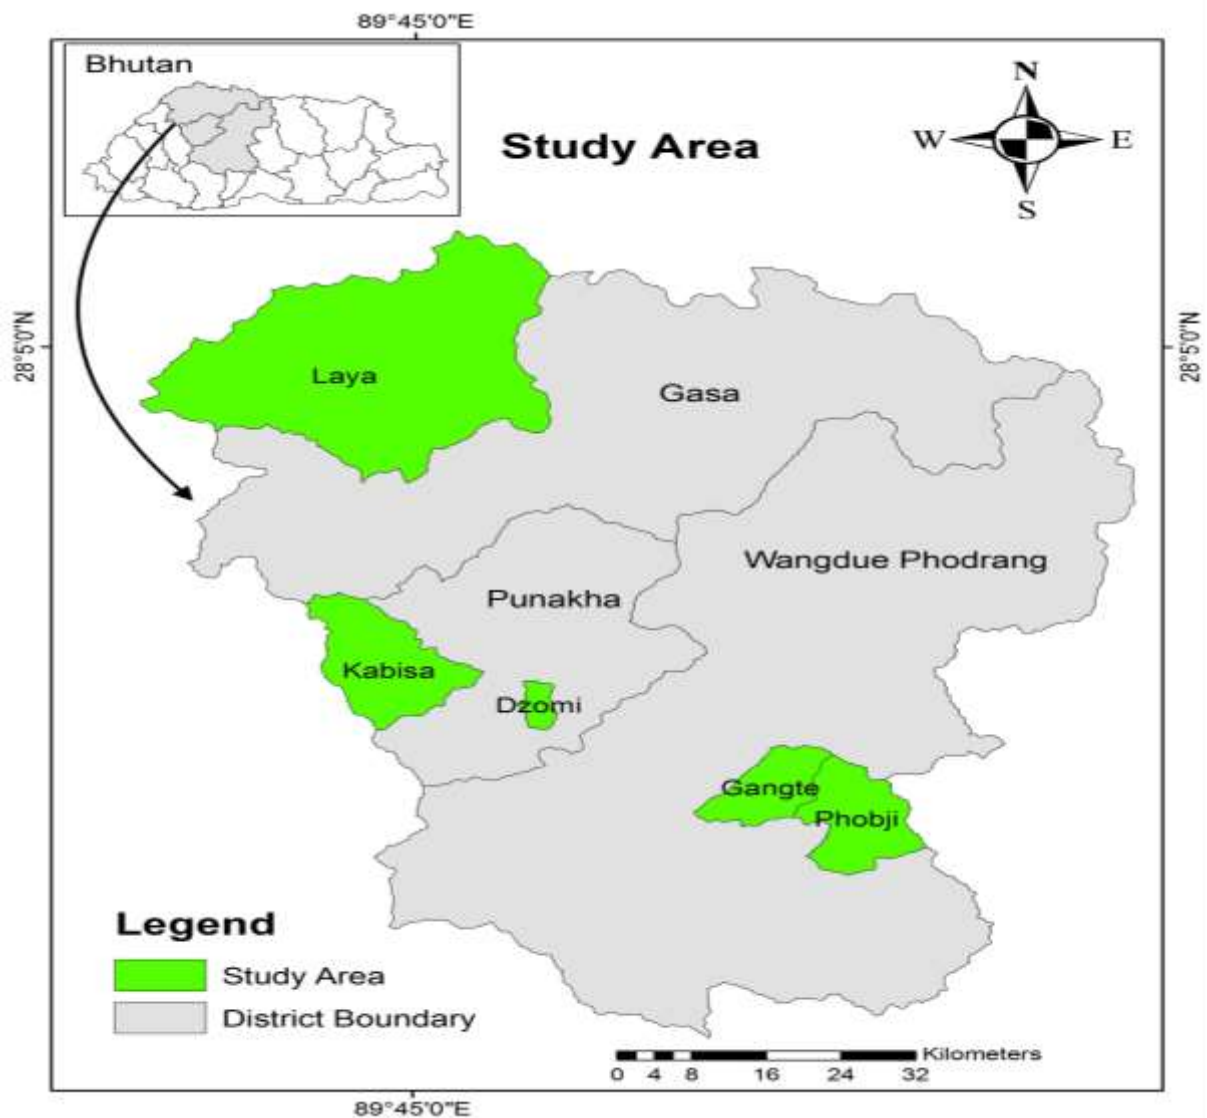 89°45'0"E
Bhutan
Study Area
N
W
E
S
28°5'0"N
28°5'0"N
Laya
Gasa
Wangdue Phodrang
Punakha
Kabisa
Dzomi
Gangte
Phobji
Legend
Study Area
District Boundary
Kilometers
0 4 8 16 24 32
89°45'0"E